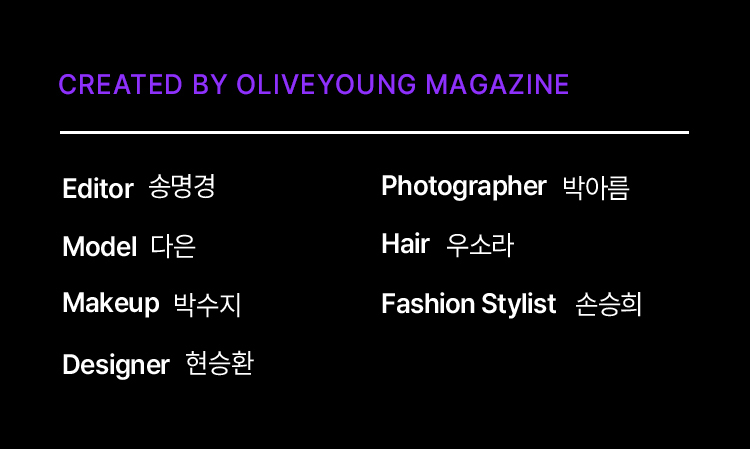 CREATED BY OLIVEYOUNG MAGAZINE
Editor 송명경
Photographer 박아름
Model 다은
Hair 우소라
Makeup 박수지
Fashion Stylist 손승희
Designer 현승환